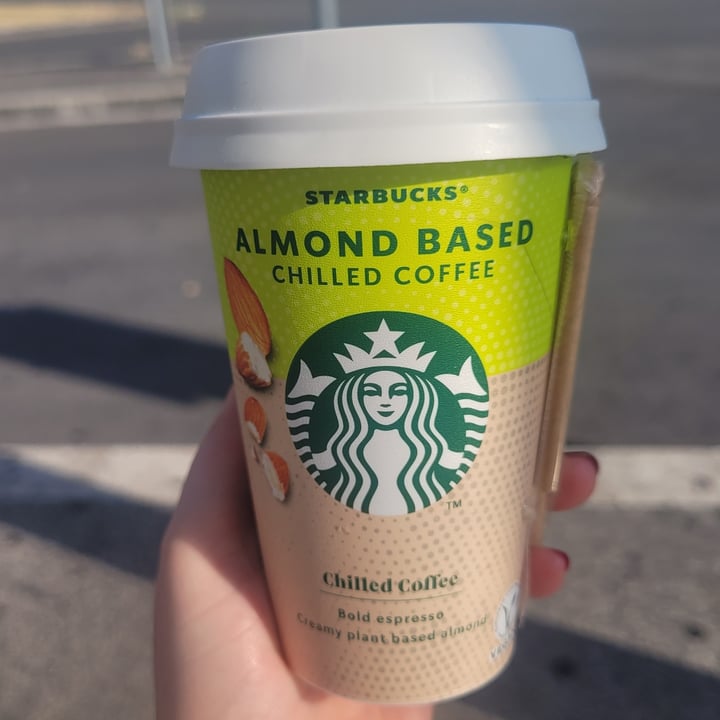 STARBUCKS®
ALMOND BASED
CHILLED COFFEE
TM
Chilled Coffee
Bold espresso
Creamy plant based almond